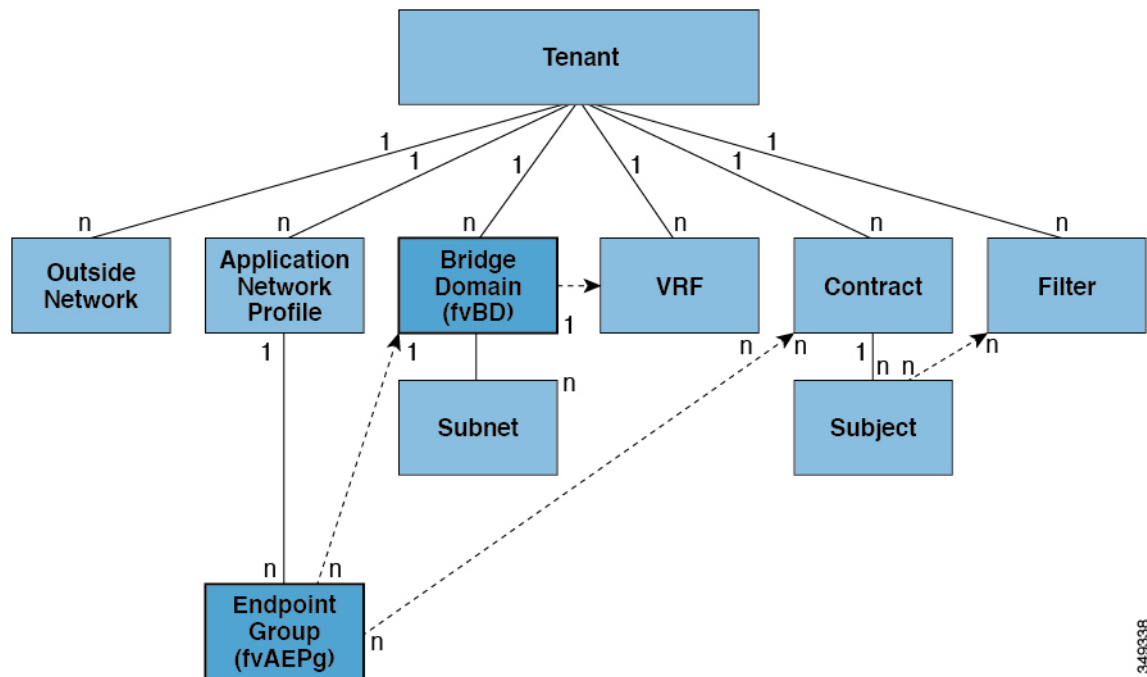 Tenant
1
1
1
1
1
1
n
n
n
n
n
n
Outside
Network
Application
Network
Profile
Bridge
Domain
(fvBD)
VRF
Contract
Filter
1
1
1
n
n
1
n
n
n
n
Subnet
Subject
n
n
Endpoint
Group
(fvAEPg)
n
349338